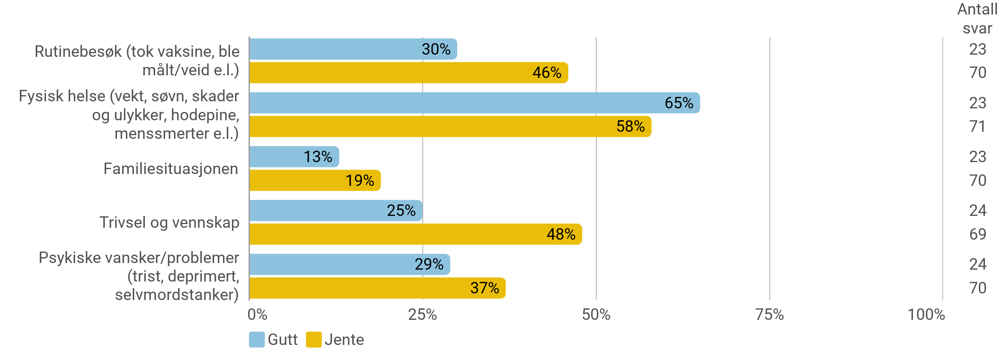 Antall
svar
Rutinebesøk (tok vaksine, ble
målt/veid e.l.)
30%
23
46%
70
Fysisk helse (vekt, søvn, skader
og ulykker, hodepine,
menssmerter e.l.)
65%
23
58%
71
Familiesituasjonen
13%
23
19%
70
Trivsel og vennskap
25%
24
48%
69
Psykiske vansker/problemer
(trist, deprimert,
selvmordstanker)
29%
24
37%
70
0% 25% 50% 75% 100%
Gutt Jente